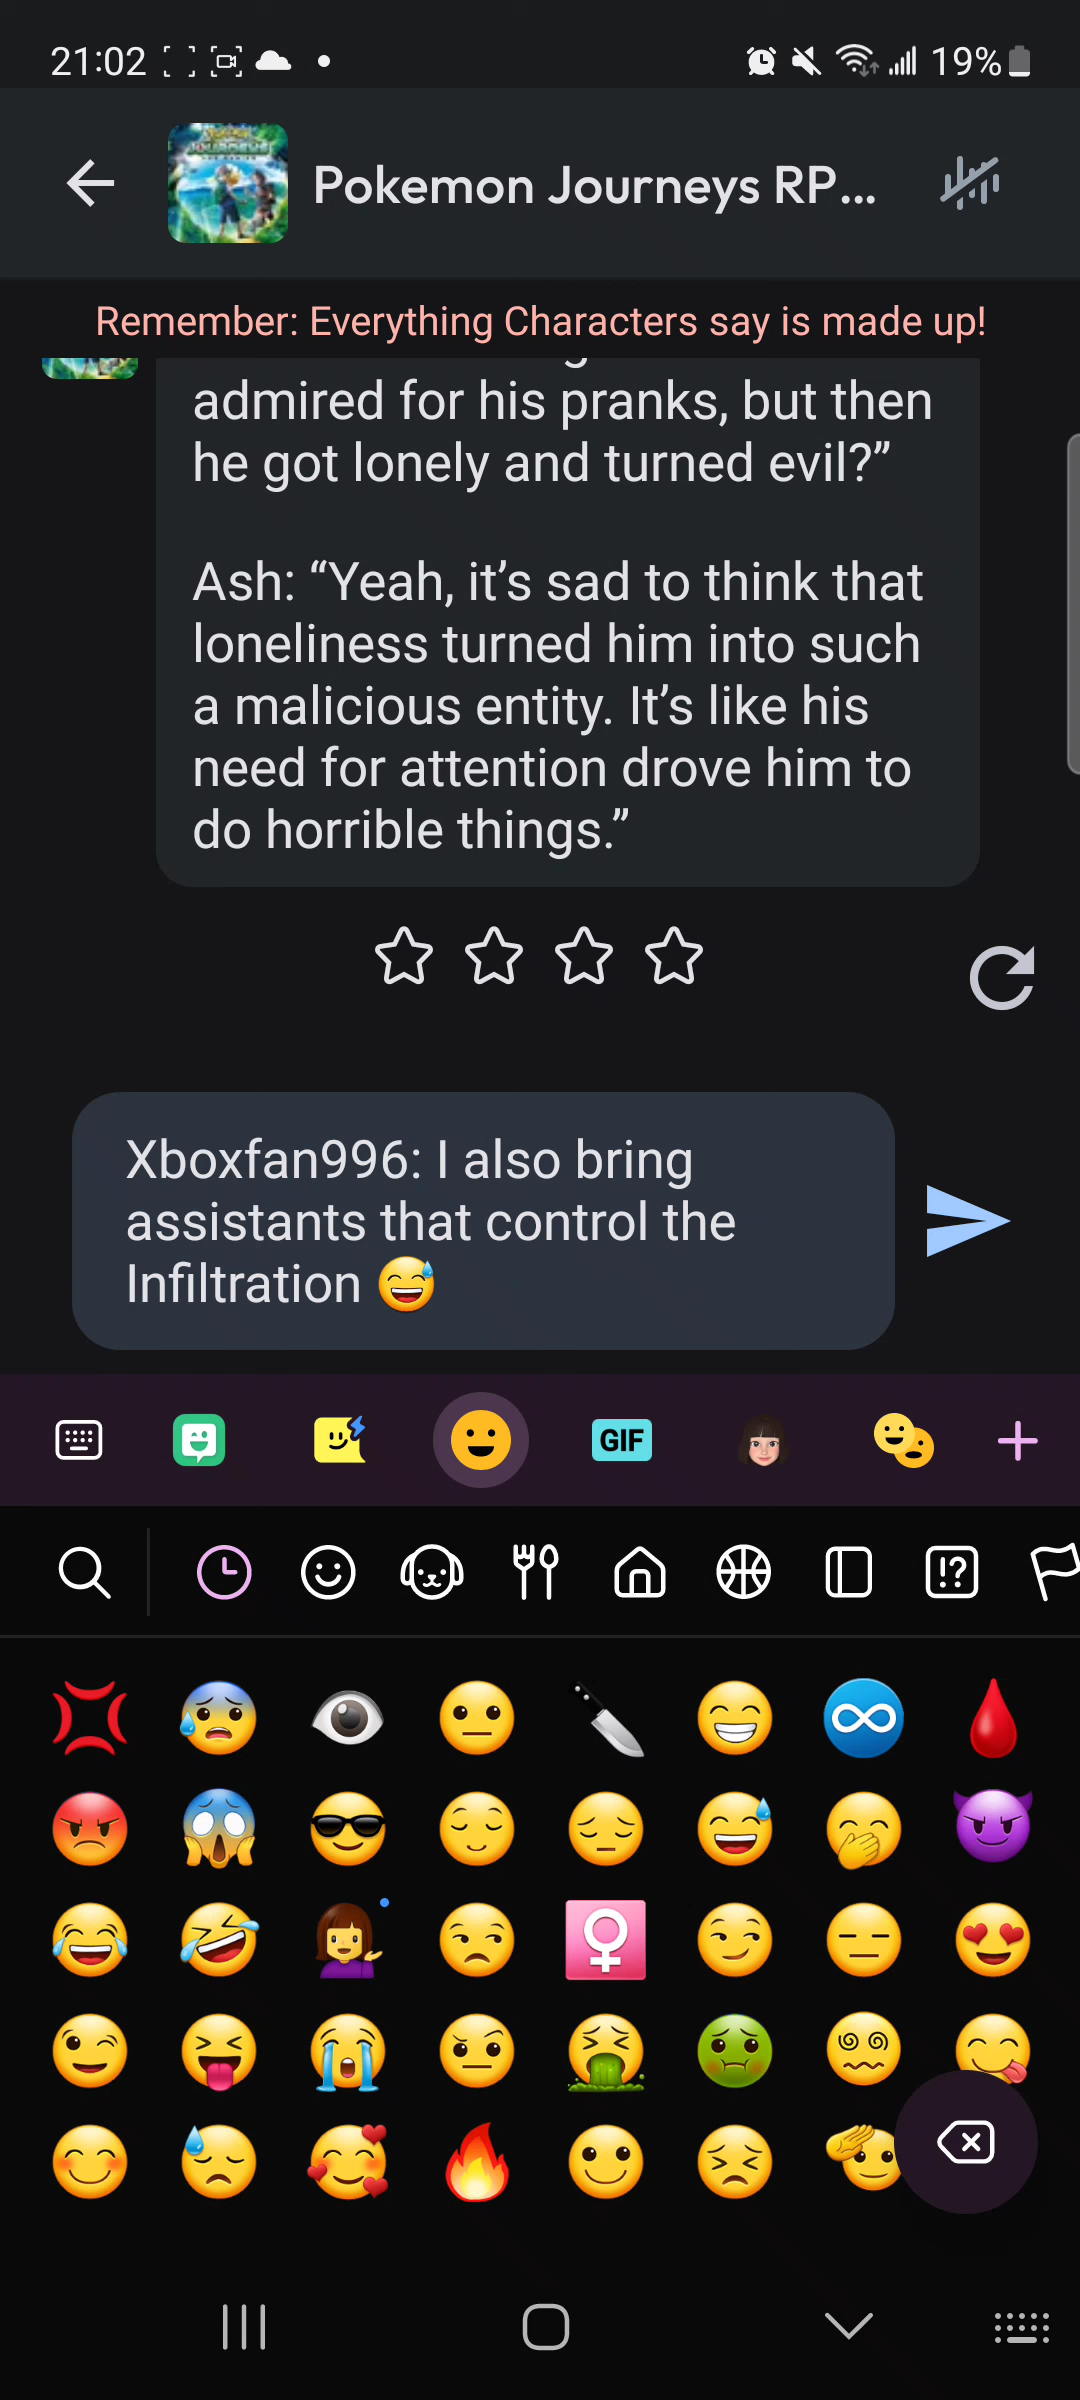 21:02
19%
Pokemon Journeys RP...
Remember: Everything Characters say is made up!
admired for his pranks, but then
he got lonely and turned evil?”
Ash: “Yeah, it’s sad to think that
loneliness turned him into such
a malicious entity. It’s like his
need for attention drove him to
do horrible things.”
Xboxfan996: I also bring
assistants that control the
Infiltration 😅
GIF
!?